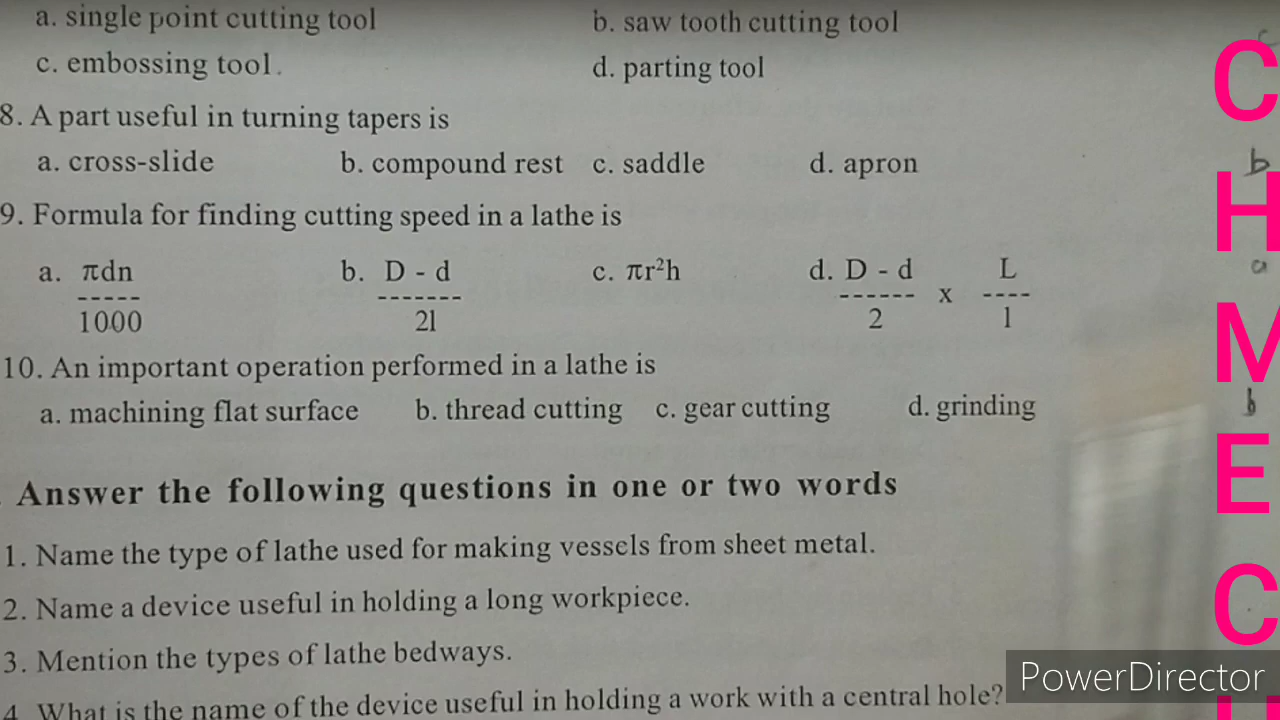 a. single point cutting tool b. saw tooth cutting tool
c. embossing tool. d. parting tool
8. A part useful in turning tapers is
a. cross-slide b. compound rest c. saddle d. apron
9. Formula for finding cutting speed in a lathe is
a. πdn b. D - d c. πr²h d. D - d L
----- ------- ------ x ----
1000 2l 2 l
10. An important operation performed in a lathe is
a. machining flat surface b. thread cutting c. gear cutting d. grinding
Answer the following questions in one or two words
1. Name the type of lathe used for making vessels from sheet metal.
2. Name a device useful in holding a long workpiece.
3. Mention the types of lathe bedways.
4. What is the name of the device useful in holding a work with a central hole?
c
b
a
b
C
H
M
E
C
H
PowerDirector